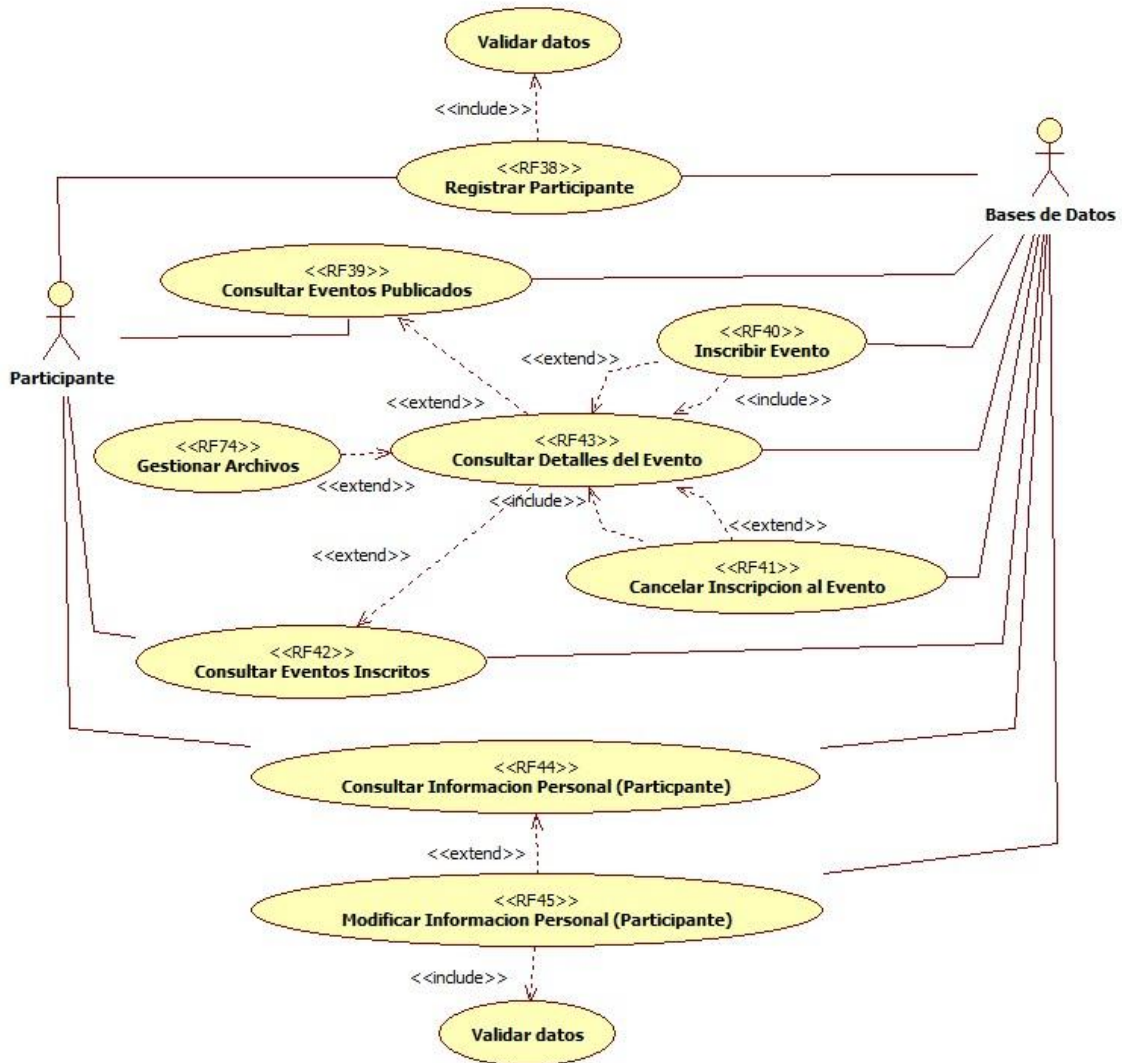 Validar datos
<<include>>
<<RF38>>
Registrar Participante
Bases de Datos
<<RF39>>
Consultar Eventos Publicados
<<RF40>>
Inscribir Evento
<<extend>>
Participante
<<extend>>
<<include>>
<<RF74>>
Gestionar Archivos
<<RF43>>
Consultar Detalles del Evento
<<extend>>
<<include>>
<<extend>>
<<extend>>
<<RF41>>
Cancelar Inscripcion al Evento
<<RF42>>
Consultar Eventos Inscritos
<<RF44>>
Consultar Informacion Personal (Particpante)
<<extend>>
<<RF45>>
Modificar Informacion Personal (Participante)
<<include>>
Validar datos